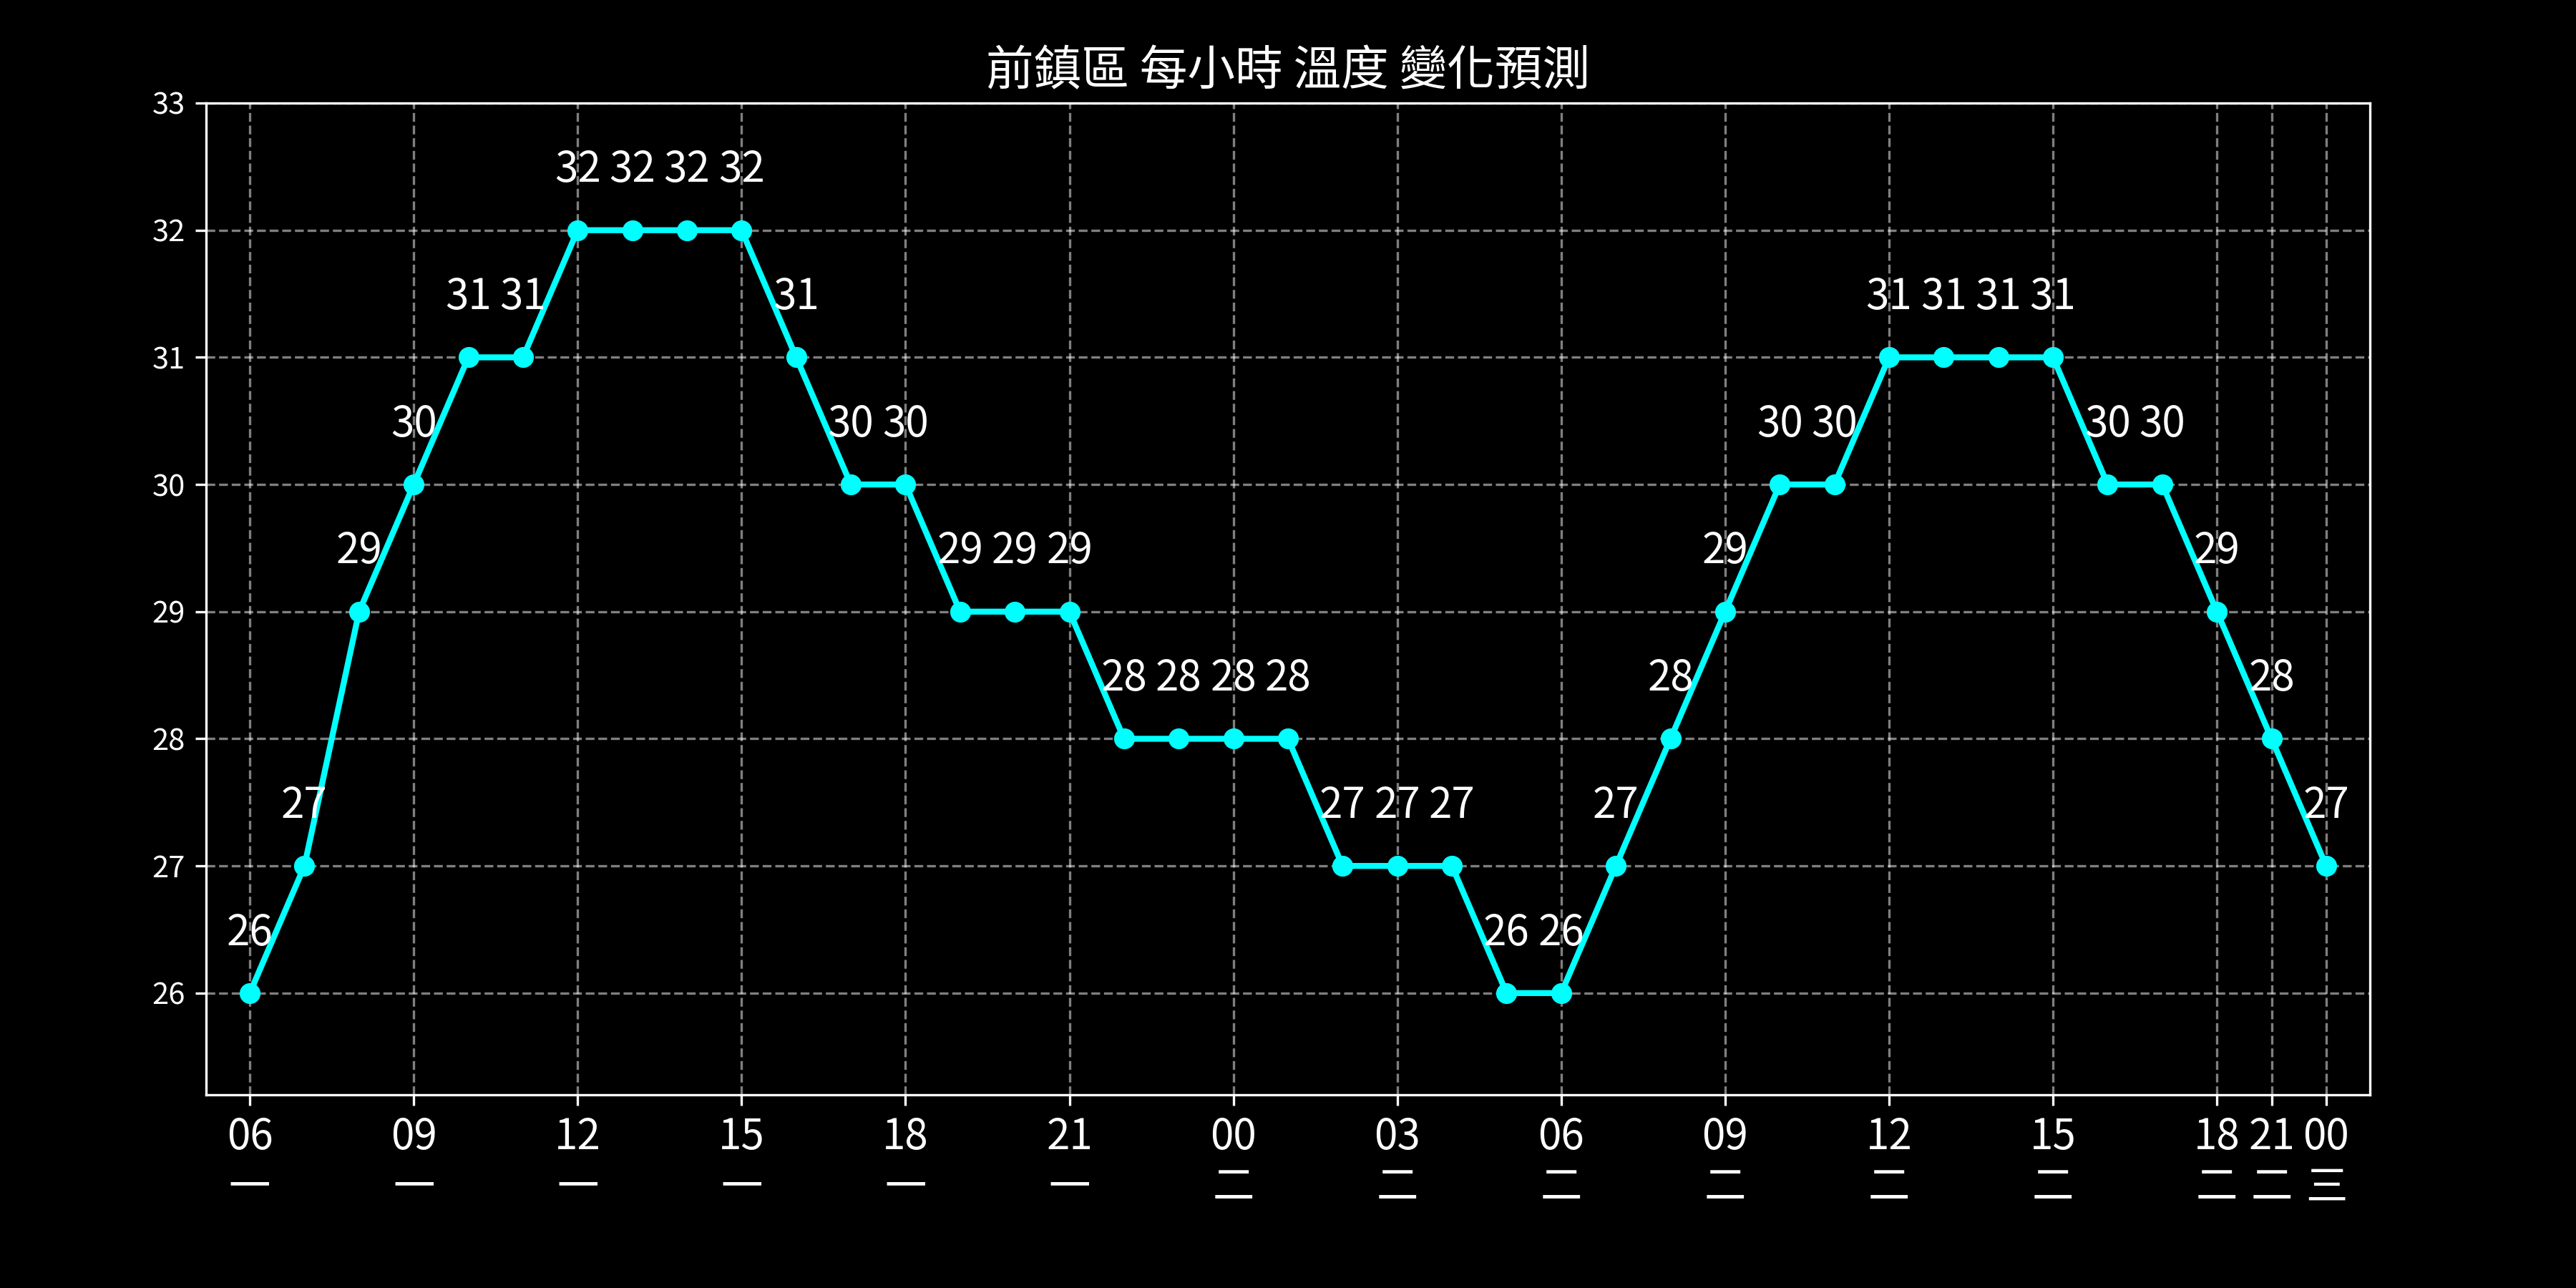 前鎮區 每小時 溫度 變化預測
33
32 32 32 32
32
31 31 31 31 31 31 31
31
30 30 30 30 30 30 30
30
29 29 29 29 29 29
29
28 28 28 28 28 28
28
27 27 27 27 27 27
27
26 26 26
26
06 09 12 15 18 21 00 03 06 09 12 15 18 21 00
一 一 一 一 一 一 二 二 二 二 二 二 二 二 三